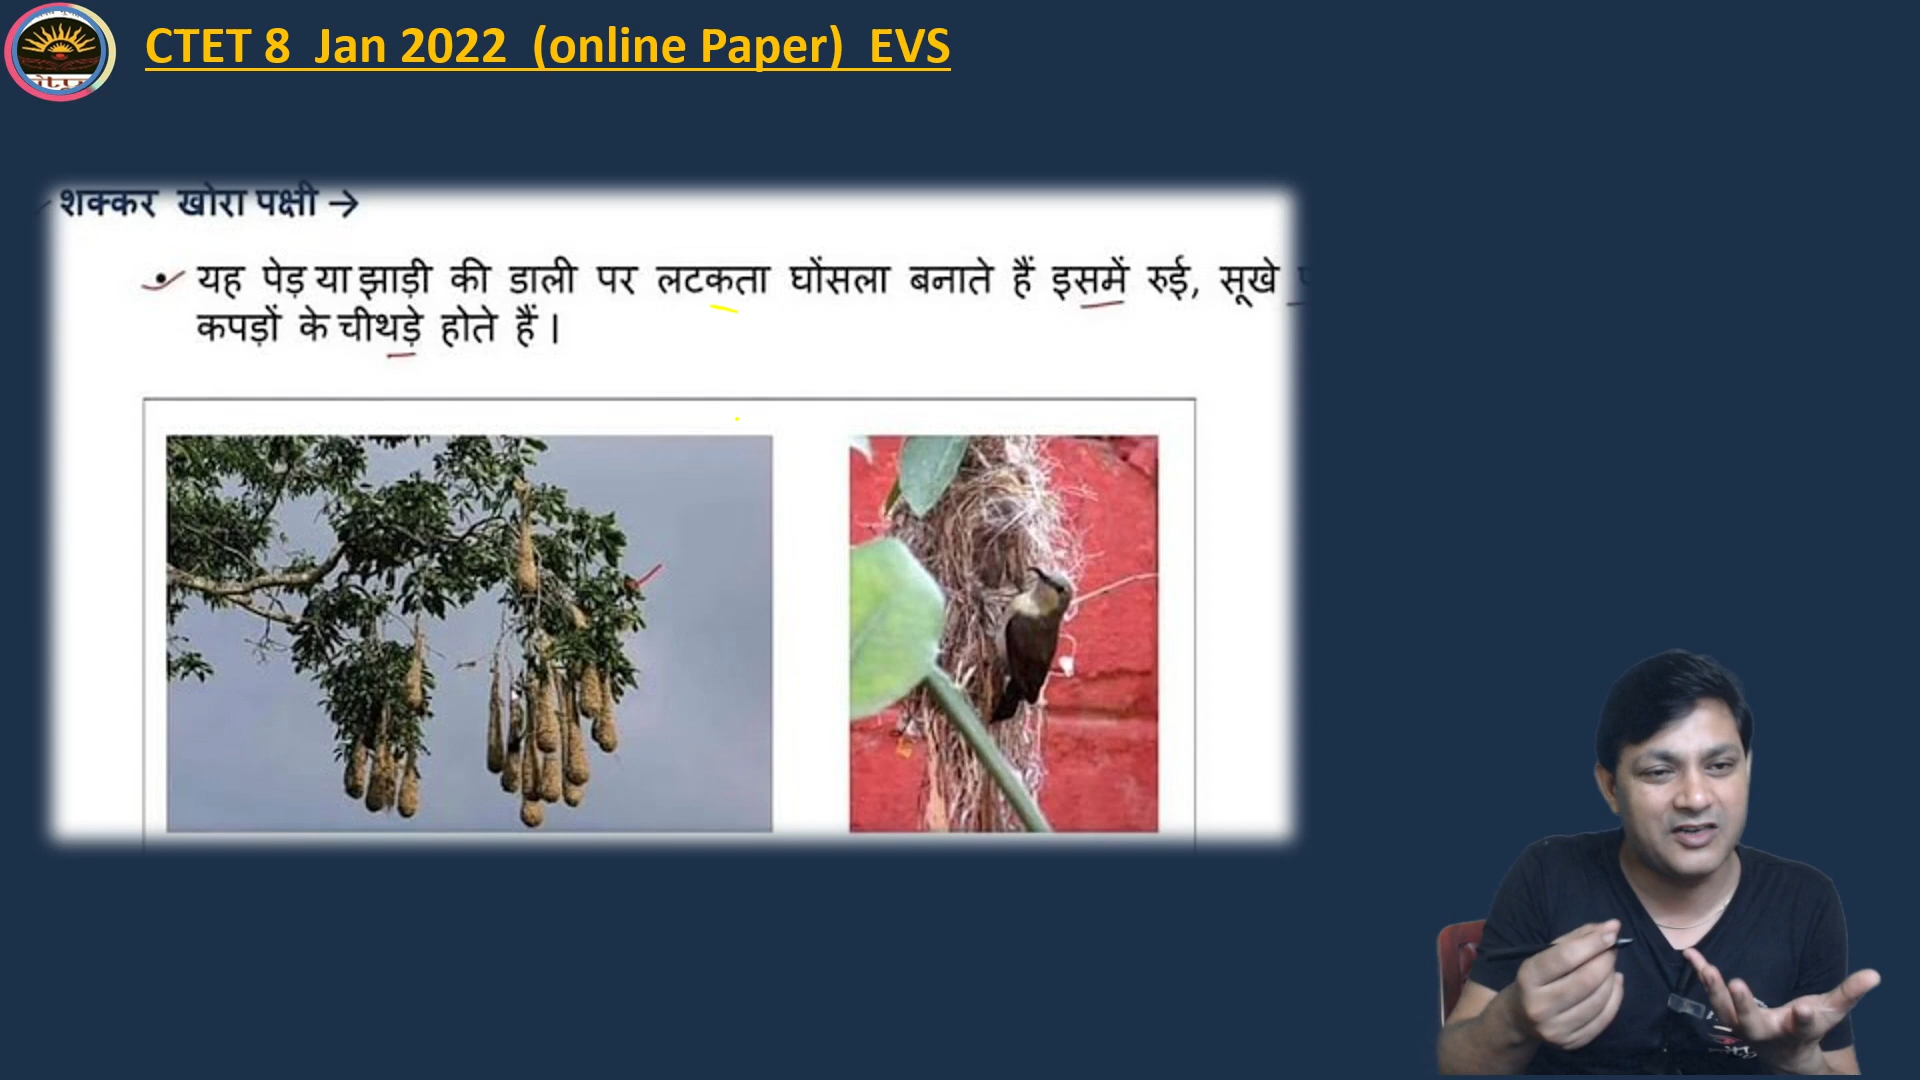 CTET 8 Jan 2022 (online Paper) EVS
शक्कर खोरा पक्षी →
• यह पेड़ या झाड़ी की डाली पर लटकता घोंसला बनाते हैं इसमें रुई, सूखे
कपड़ों के चीथड़े होते हैं।